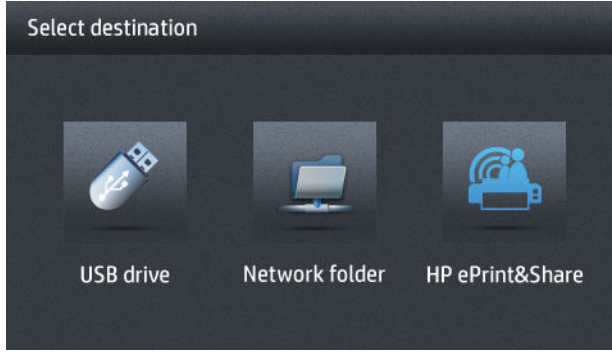 Select destination
USB drive
Network folder
HP ePrint&Share